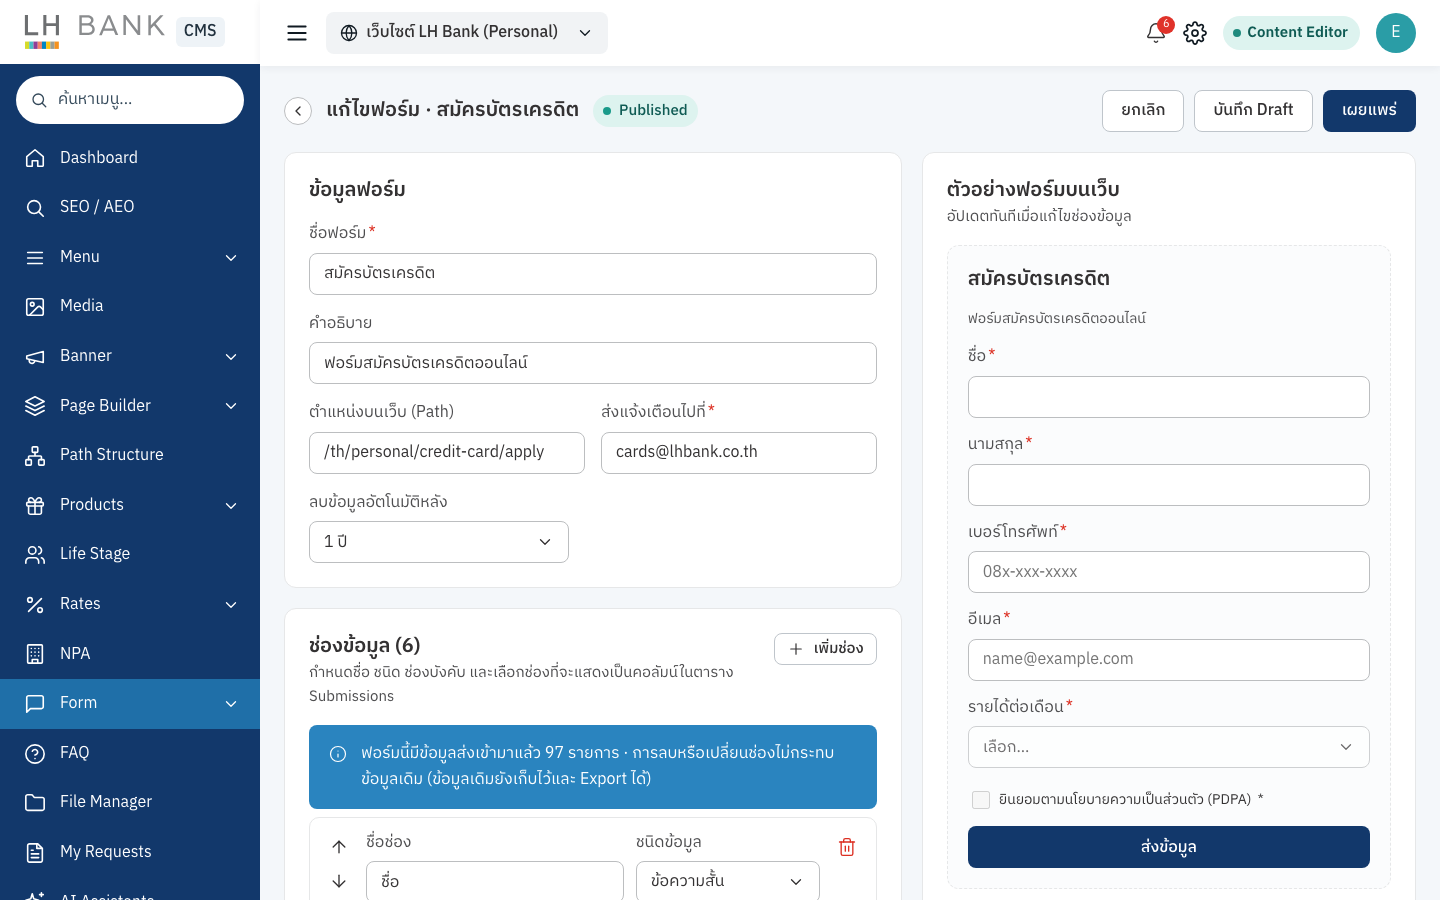 LH BANK CMS
เว็บไซต์ LH Bank (Personal)
6
Content Editor
E
ค้นหาเมนู...
Dashboard
SEO / AEO
Menu
Media
Banner
Page Builder
Path Structure
Products
Life Stage
Rates
NPA
Form
FAQ
File Manager
My Requests
AI Assistants
แก้ไขฟอร์ม · สมัครบัตรเครดิต
Published
ยกเลิก
บันทึก Draft
เผยแพร่
ข้อมูลฟอร์ม
ชื่อฟอร์ม*
สมัครบัตรเครดิต
คำอธิบาย
ฟอร์มสมัครบัตรเครดิตออนไลน์
ตำแหน่งบนเว็บ (Path)
/th/personal/credit-card/apply
ส่งแจ้งเตือนไปที่*
cards@lhbank.co.th
ลบข้อมูลอัตโนมัติหลัง
1 ปี
ช่องข้อมูล (6)
กำหนดชื่อ ชนิด ช่องบังคับ และเลือกช่องที่จะแสดงเป็นคอลัมน์ในตาราง
Submissions
เพิ่มช่อง
ฟอร์มนี้มีข้อมูลส่งเข้ามาแล้ว 97 รายการ · การลบหรือเปลี่ยนช่องไม่กระทบ
ข้อมูลเดิม (ข้อมูลเดิมยังเก็บไว้และ Export ได้)
ชื่อช่อง
ชื่อ
ชนิดข้อมูล
ข้อความสั้น
ตัวอย่างฟอร์มบนเว็บ
อัปเดตทันทีเมื่อแก้ไขช่องข้อมูล
สมัครบัตรเครดิต
ฟอร์มสมัครบัตรเครดิตออนไลน์
ชื่อ*
นามสกุล*
เบอร์โทรศัพท์*
08x-xxx-xxxx
อีเมล*
name@example.com
รายได้ต่อเดือน*
เลือก...
ยินยอมตามนโยบายความเป็นส่วนตัว (PDPA) *
ส่งข้อมูล